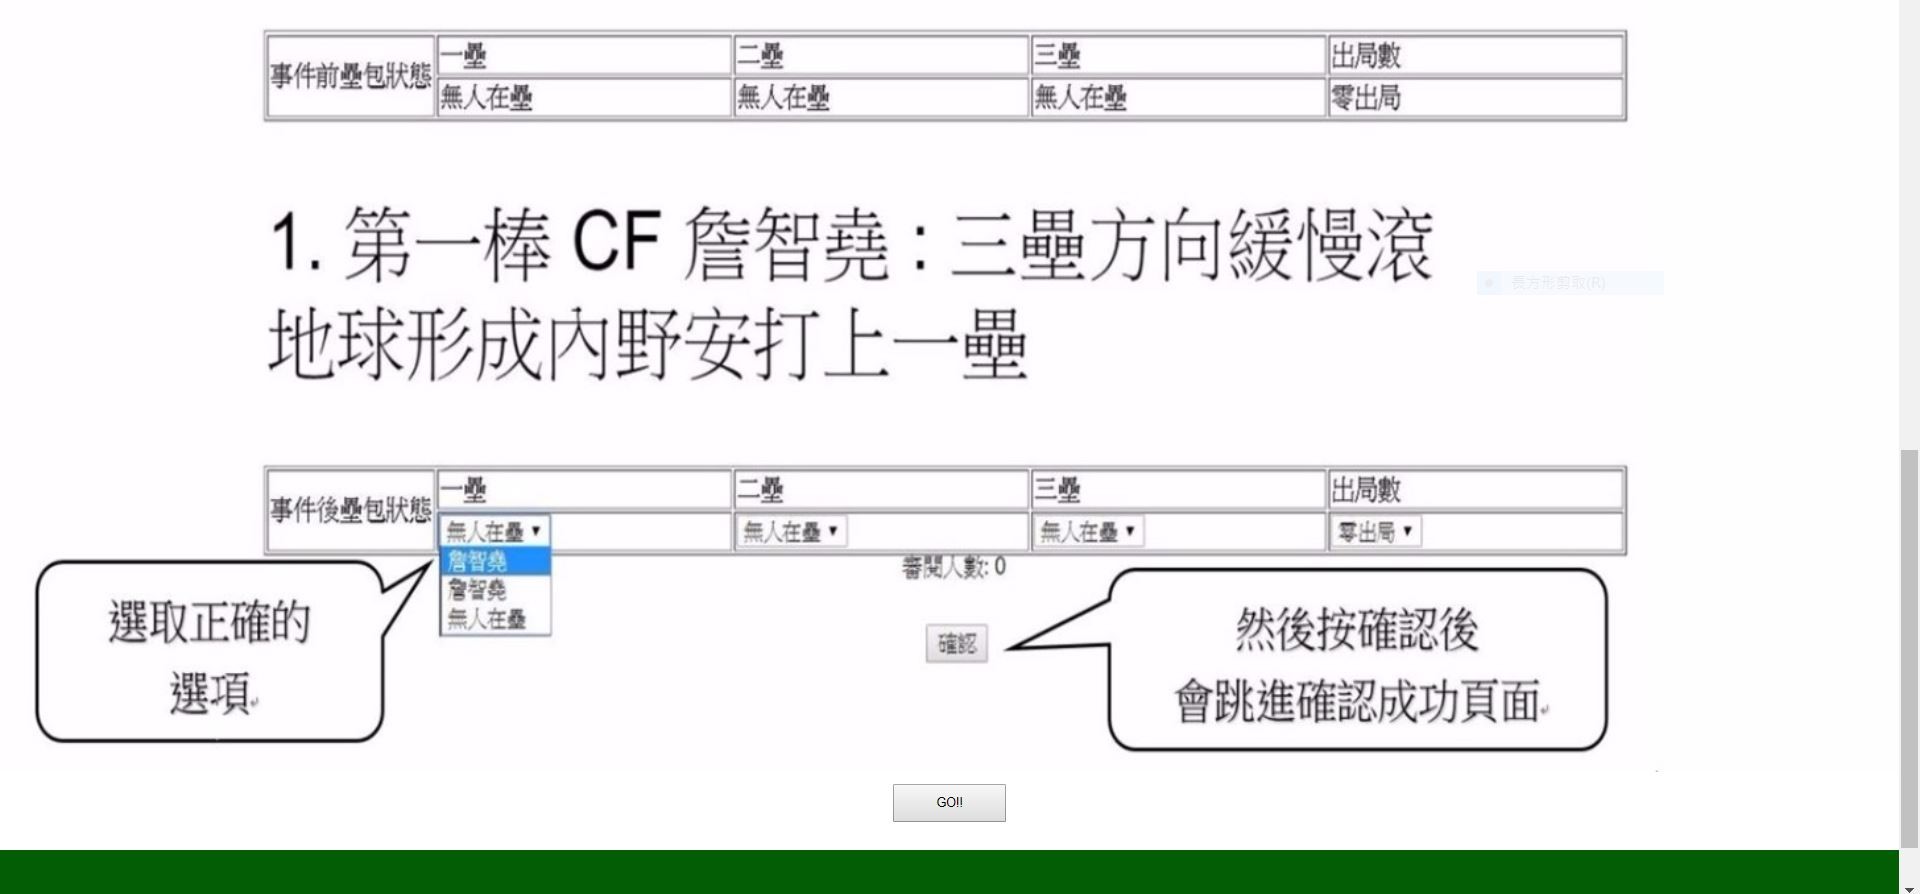 事件前壘包狀態 一壘 二壘 三壘 出局數
無人在壘 無人在壘 無人在壘 零出局
1. 第一棒 CF 詹智堯 : 三壘方向緩慢滾
地球形成內野安打上一壘
長方形剪取(R)
事件後壘包狀態 一壘 二壘 三壘 出局數
無人在壘▼ 無人在壘▼ 無人在壘▼ 零出局▼
詹智堯
詹智堯
無人在壘
審閱人數: 0
確認
選取正確的
選項
然後按確認後
會跳進確認成功頁面
GO!!